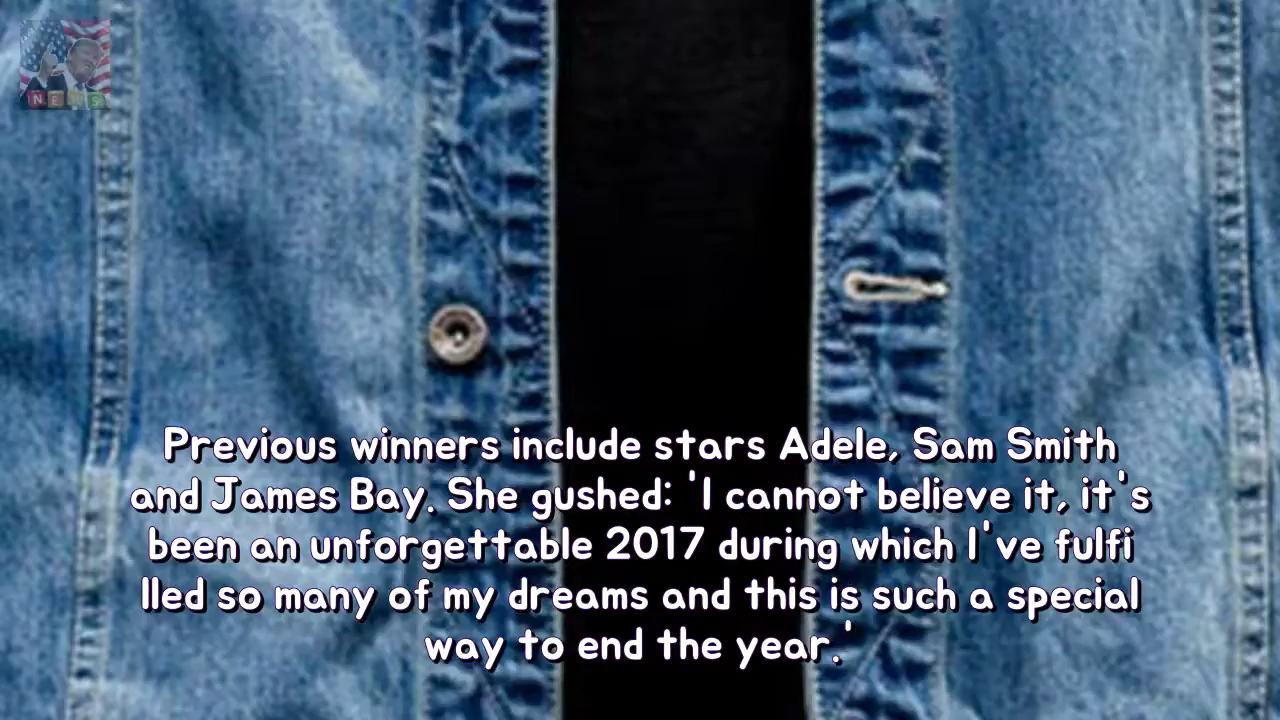 NEWS
Previous winners include stars Adele, Sam Smith
and James Bay. She gushed: 'I cannot believe it, it's
been an unforgettable 2017 during which I've fulfi
lled so many of my dreams and this is such a special
way to end the year.'